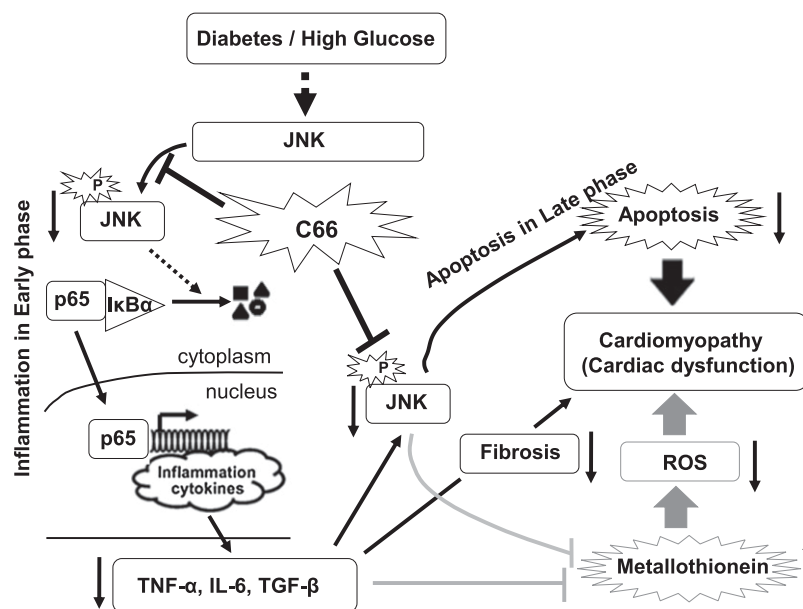 Diabetes / High Glucose
JNK
P
JNK
C66
Inflammation in Early phase
Apoptosis in Late phase
Apoptosis
p65
IκBα
cytoplasm
nucleus
P
JNK
Cardiomyopathy
(Cardiac dysfunction)
p65
Inflammation
cytokines
Fibrosis
ROS
TNF-α, IL-6, TGF-β
Metallothionein